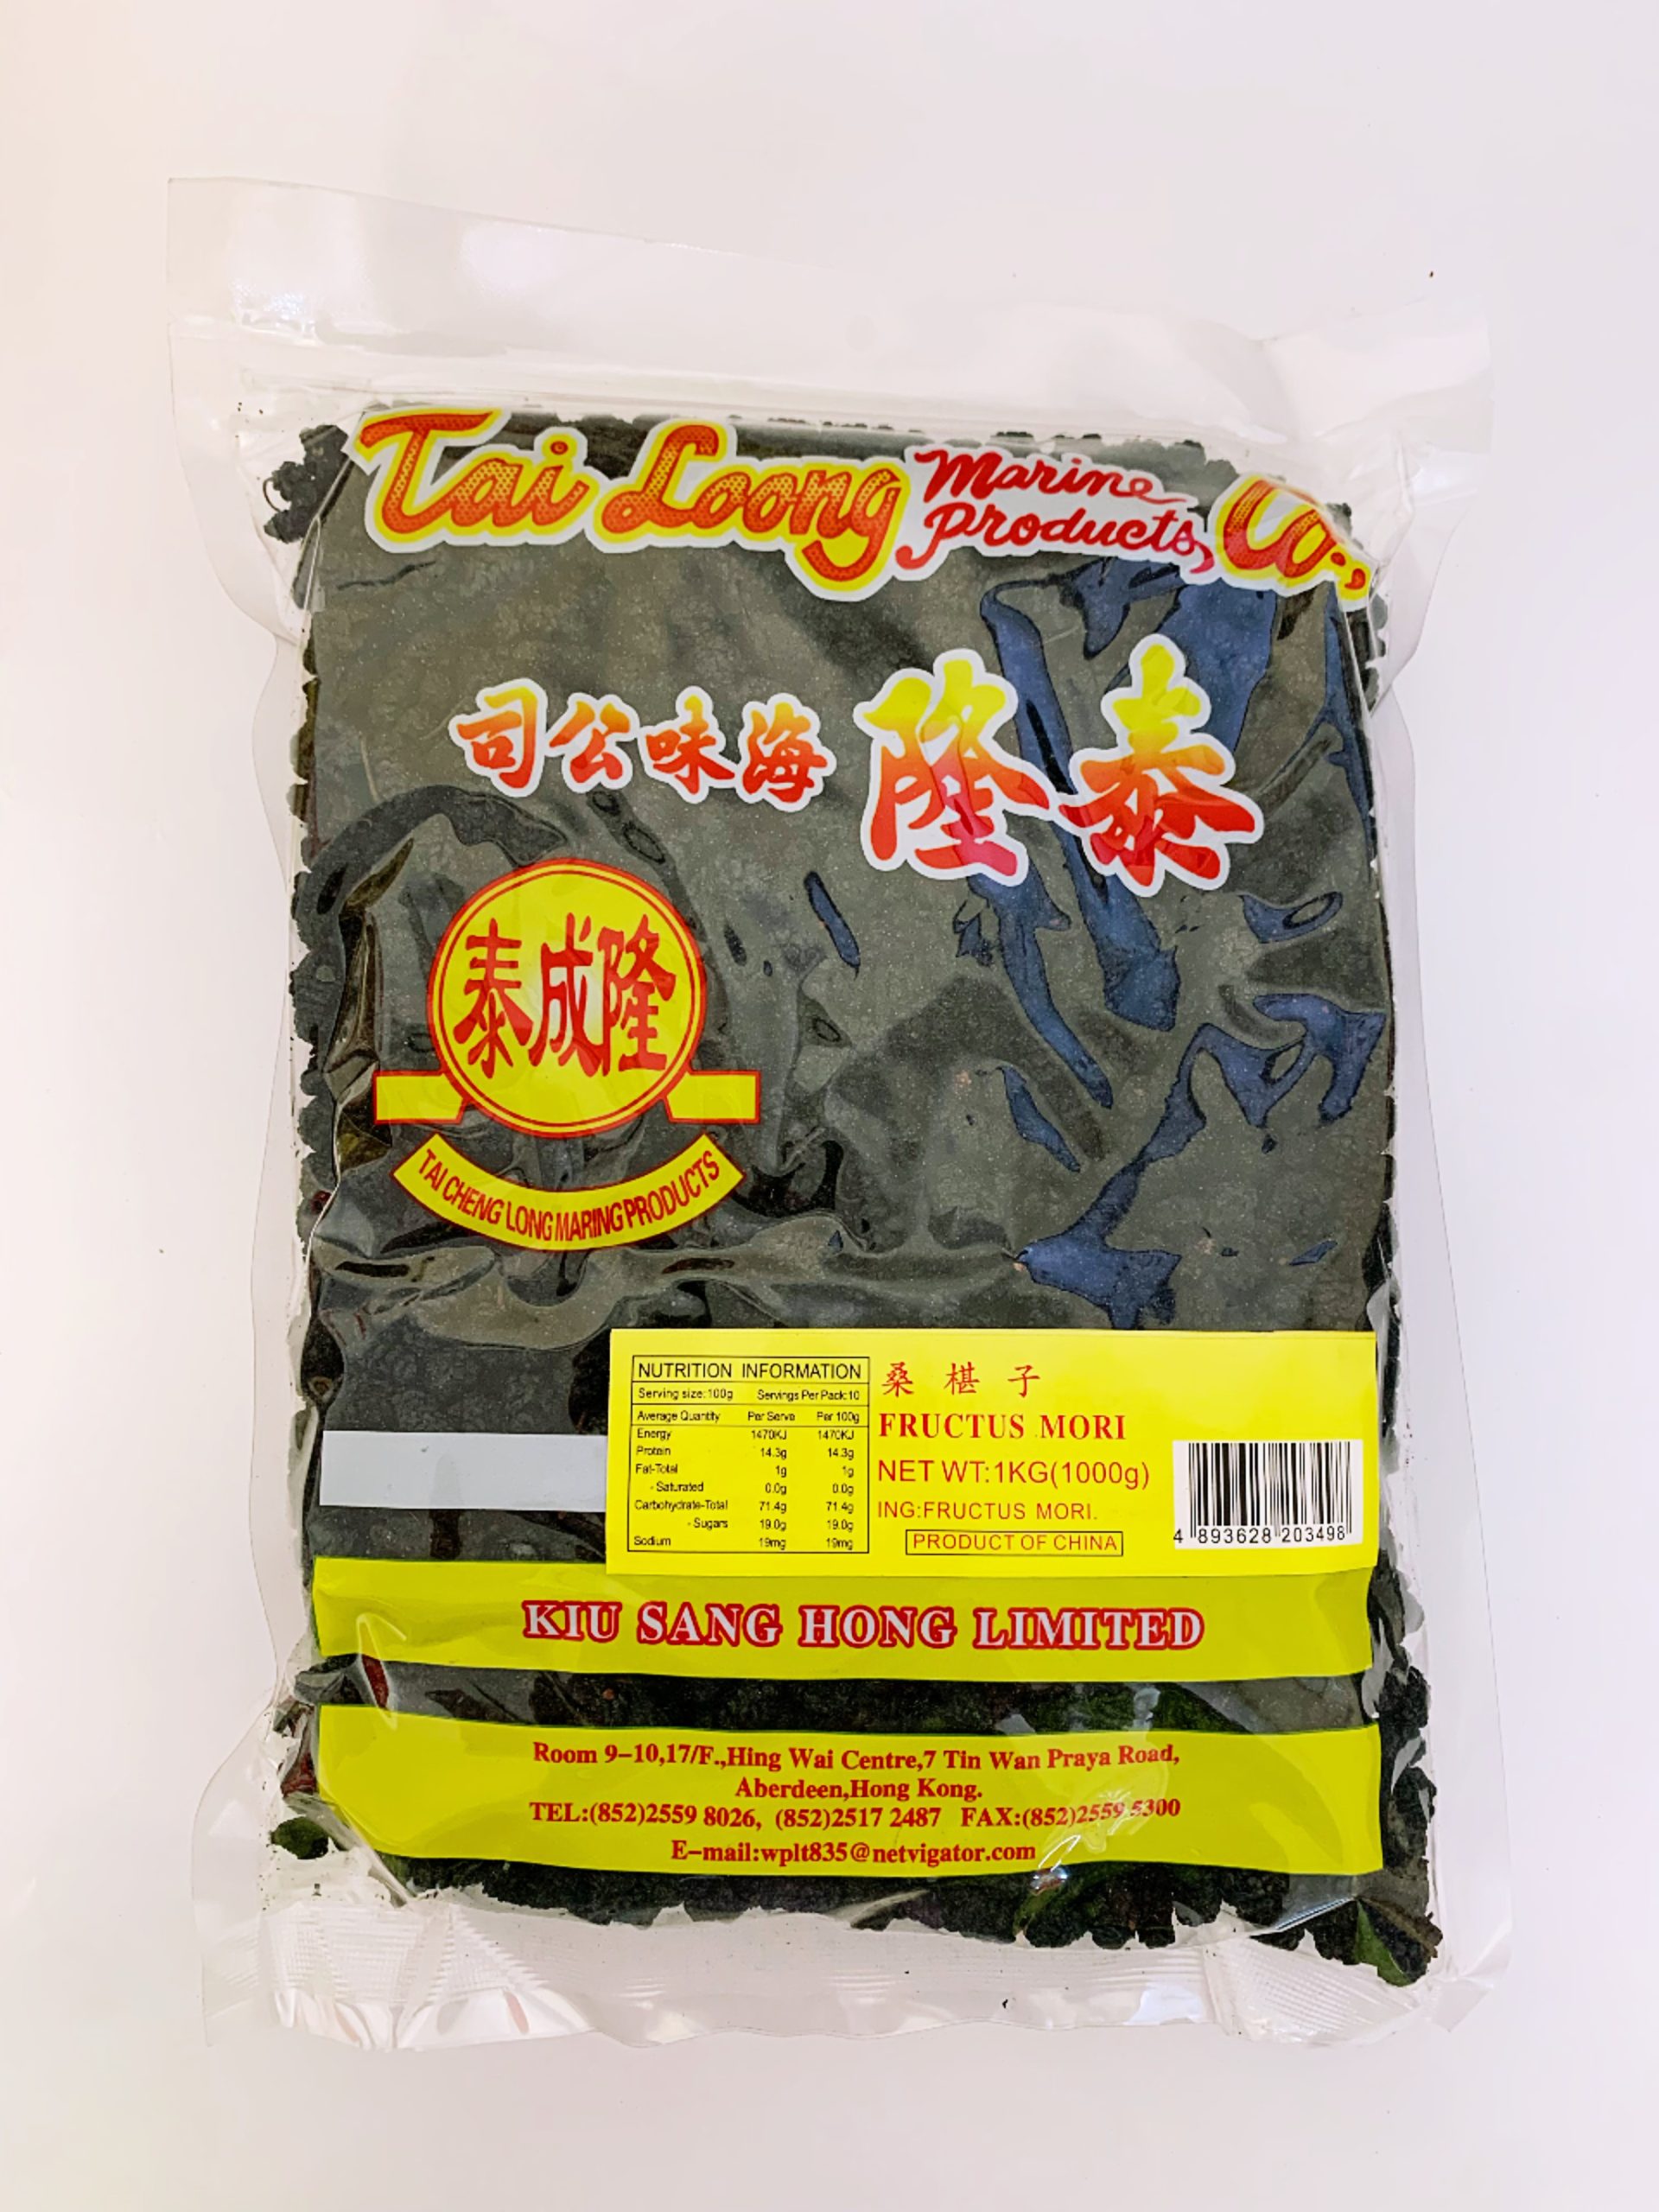 Tai Loong Marine Products, Co.,
司公味海 隆泰
泰成隆
TAI CHENG LONG MARING PRODUCTS
NUTRITION INFORMATION
Serving size:100g Servings Per Pack:10
Average Quantity Per Serve Per 100g
Energy 1470KJ 1470KJ
Protein 14.3g 14.3g
Fat-Total 1g 1g
- Saturated 0.0g 0.0g
Carbohydrate-Total 71.4g 71.4g
- Sugars 19.0g 19.0g
Sodium 19mg 19mg
桑椹子
FRUCTUS MORI
NET WT:1KG(1000g)
ING:FRUCTUS MORI.
PRODUCT OF CHINA
4 893628 203498
KIU SANG HONG LIMITED
Room 9-10,17/F.,Hing Wai Centre,7 Tin Wan Praya Road,
Aberdeen,Hong Kong.
TEL:(852)2559 8026, (852)2517 2487 FAX:(852)2559 5300
E-mail:wplt835@netvigator.com